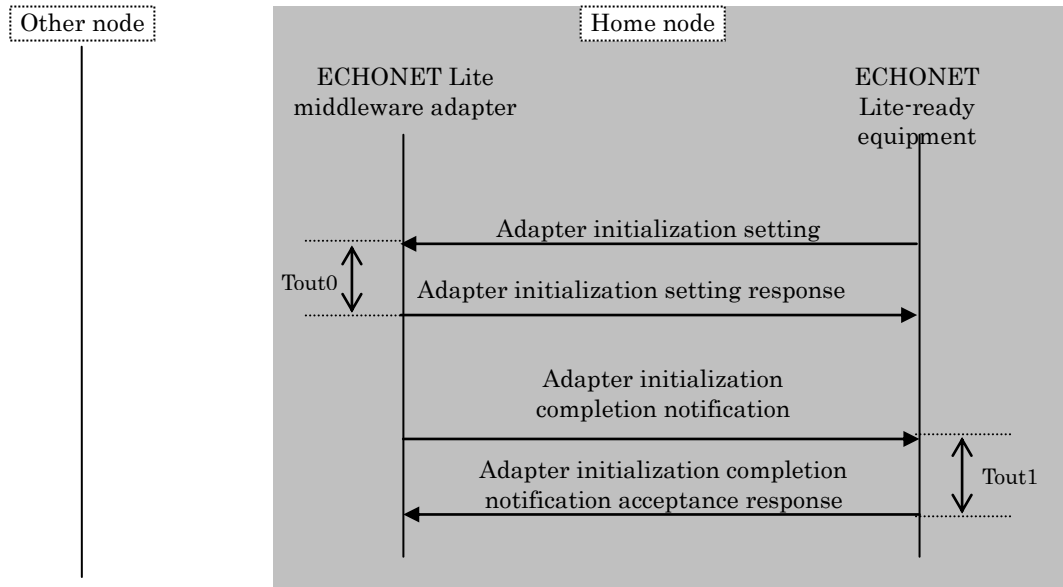 Other node
Home node
ECHONET Lite
middleware adapter
ECHONET
Lite-ready
equipment
Adapter initialization setting
Tout0
Adapter initialization setting response
Adapter initialization
completion notification
Adapter initialization completion
notification acceptance response
Tout1